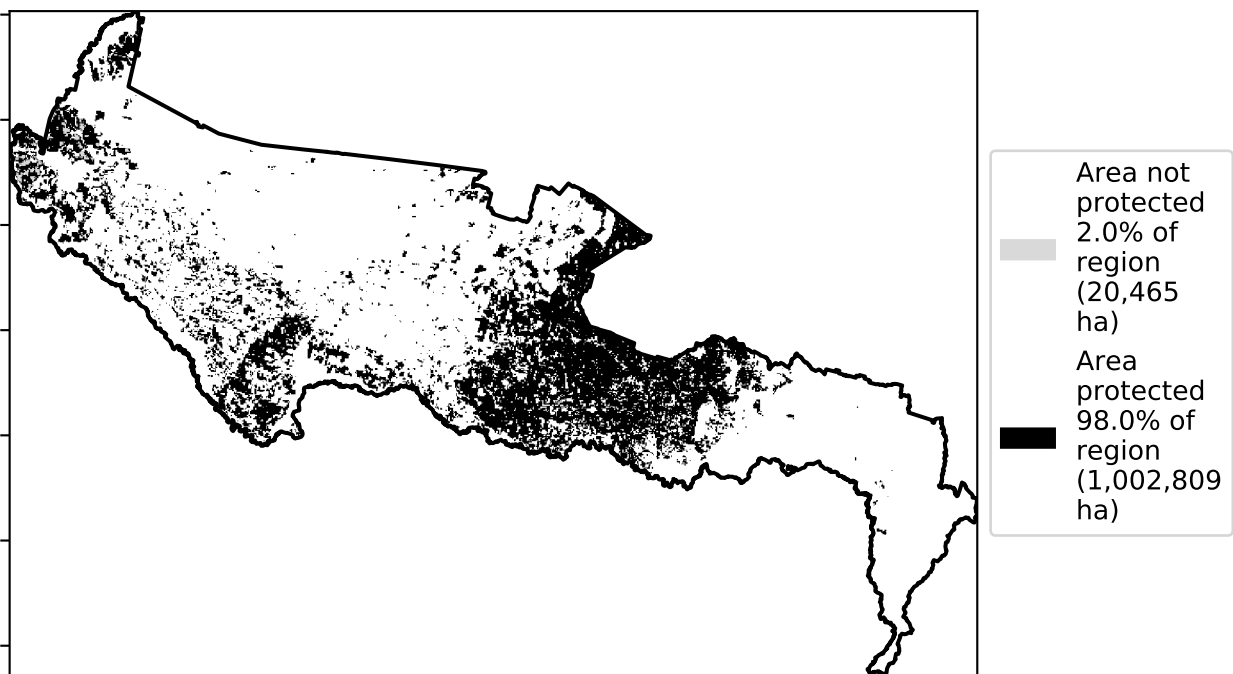 Area not
protected
2.0% of
region
(20,465
ha)
Area
protected
98.0% of
region
(1,002,809
ha)